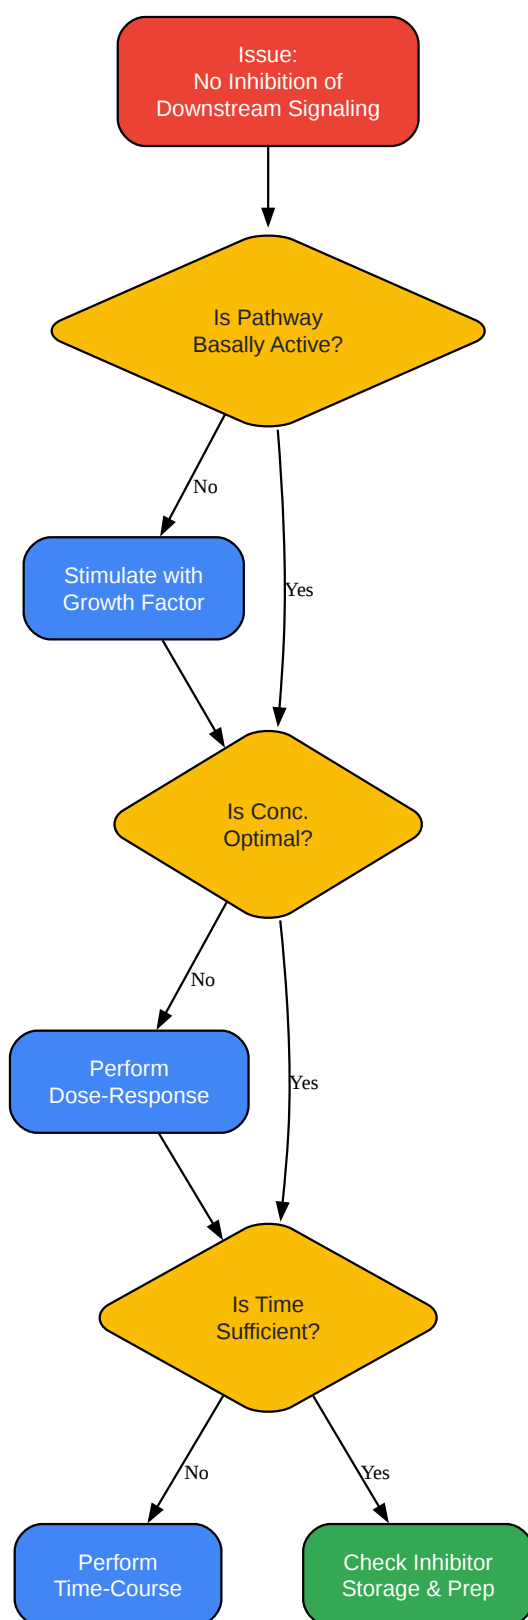 Issue:
No Inhibition of
Downstream Signaling
Is Pathway
Basally Active?
No
Stimulate with
Growth Factor
Yes
Is Conc.
Optimal?
No
Perform
Dose-Response
Yes
Is Time
Sufficient?
No
Yes
Perform
Time-Course
Check Inhibitor
Storage & Prep